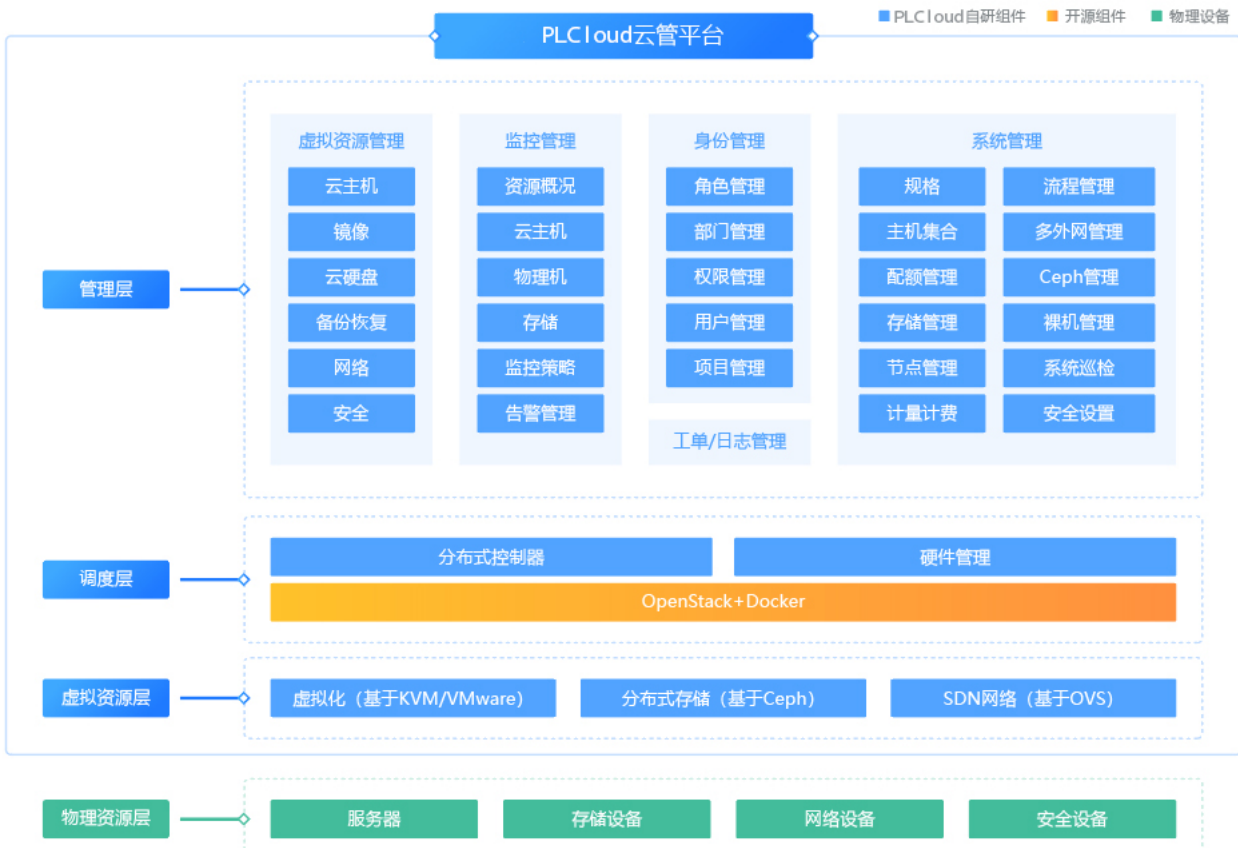 PLCloud自研组件 开源组件 物理设备
PLCloud云管平台
管理层
虚拟资源管理
云主机
镜像
云硬盘
备份恢复
网络
安全
监控管理
资源概况
云主机
物理机
存储
监控策略
告警管理
身份管理
角色管理
部门管理
权限管理
用户管理
项目管理
工单/日志管理
系统管理
规格 流程管理
主机集合 多外网管理
配额管理 Ceph管理
存储管理 裸机管理
节点管理 系统巡检
计量计费 安全设置
调度层
分布式控制器 硬件管理
OpenStack+Docker
虚拟资源层
虚拟化（基于KVM/VMware） 分布式存储（基于Ceph） SDN网络（基于OVS）
物理资源层
服务器 存储设备 网络设备 安全设备